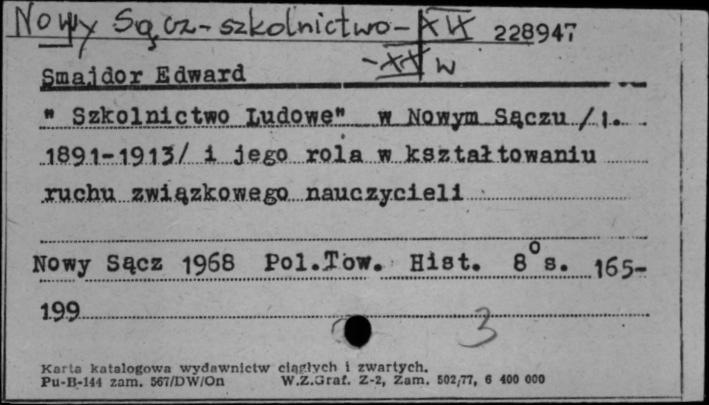 Nowy Sącz - szkolnictwo - XIX 228947
- XX w
Smajdor Edward
" Szkolnictwo Ludowe" w Nowym Sączu /l.
1891-1913/ i jego rola w kształtowaniu
ruchu związkowego nauczycieli
Nowy Sącz 1968 Pol.Tow. Hist. 8° s. 165-
199
3
Karta katalogowa wydawnictw ciągłych i zwartych.
Pu-B-144 zam. 567/DW/On W.Z.Graf. Z-2, Zam. 502/77, 6 400 000